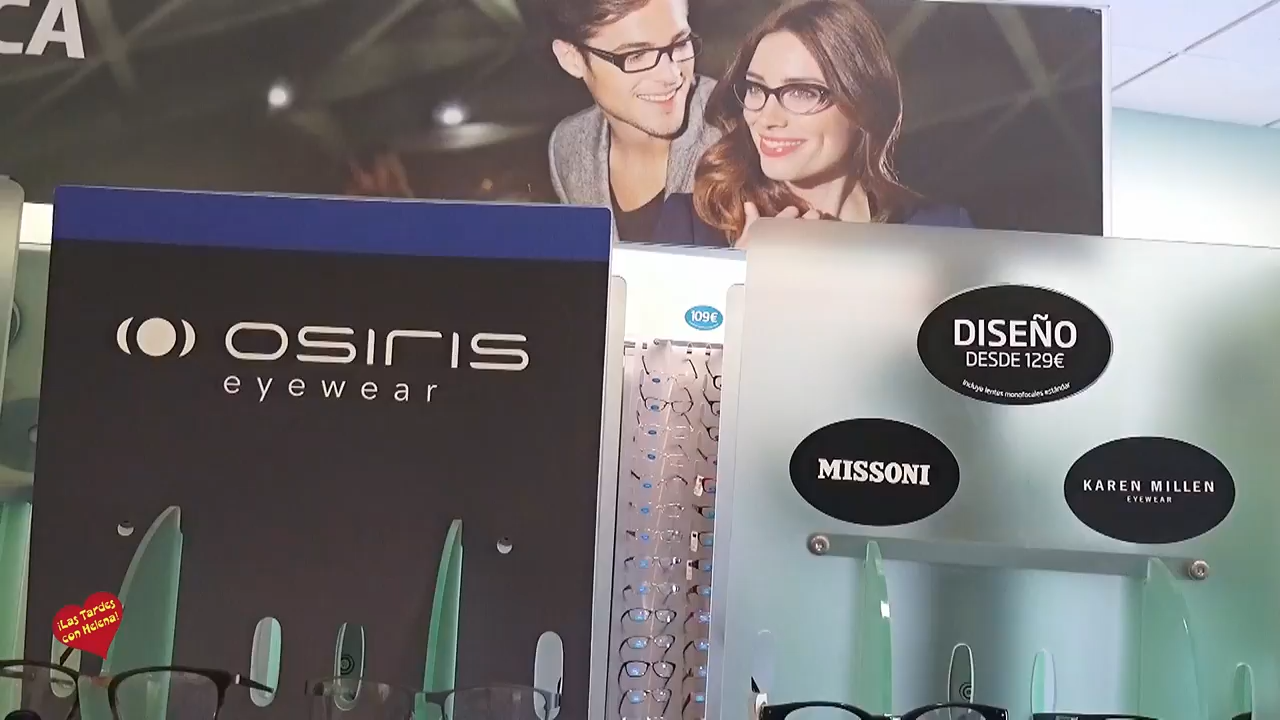 CA
OSIRIS
eyewear
109€
DISEÑO
DESDE 129€
Incluye lentes monofocales estándar
MISSONI
KAREN MILLEN
EYEWEAR
¡Las Tardes
con Helena!